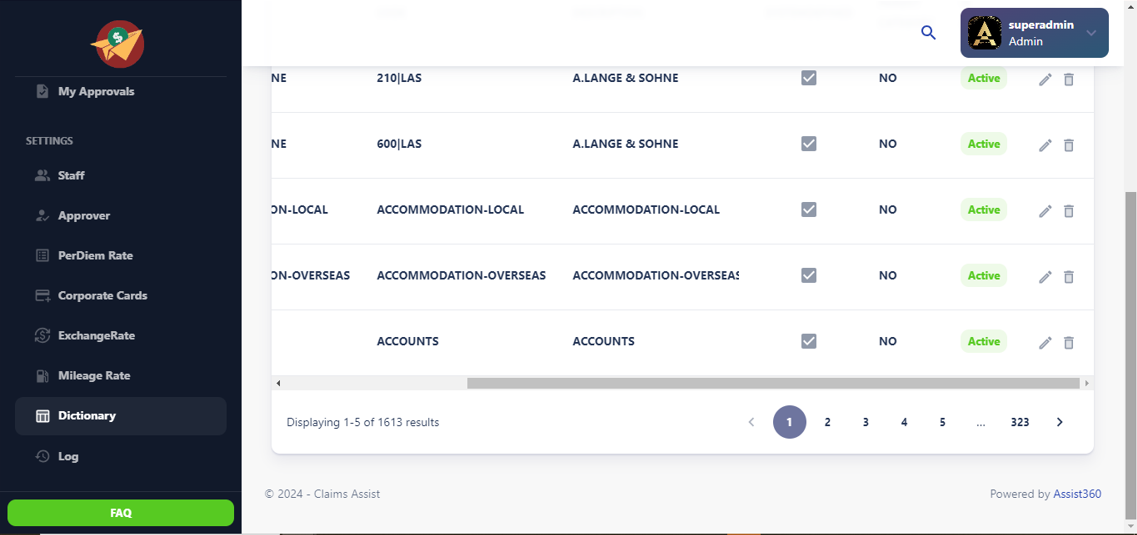 superadmin
Admin
My Approvals
SETTINGS
Staff
Approver
PerDiem Rate
Corporate Cards
ExchangeRate
Mileage Rate
Dictionary
Log
FAQ
NE 210|LAS A.LANGE & SOHNE NO Active
NE 600|LAS A.LANGE & SOHNE NO Active
ON-LOCAL ACCOMMODATION-LOCAL ACCOMMODATION-LOCAL NO Active
ON-OVERSEAS ACCOMMODATION-OVERSEAS ACCOMMODATION-OVERSEAS NO Active
ACCOUNTS ACCOUNTS NO Active
Displaying 1-5 of 1613 results 1 2 3 4 5 ... 323
© 2024 - Claims Assist Powered by Assist360